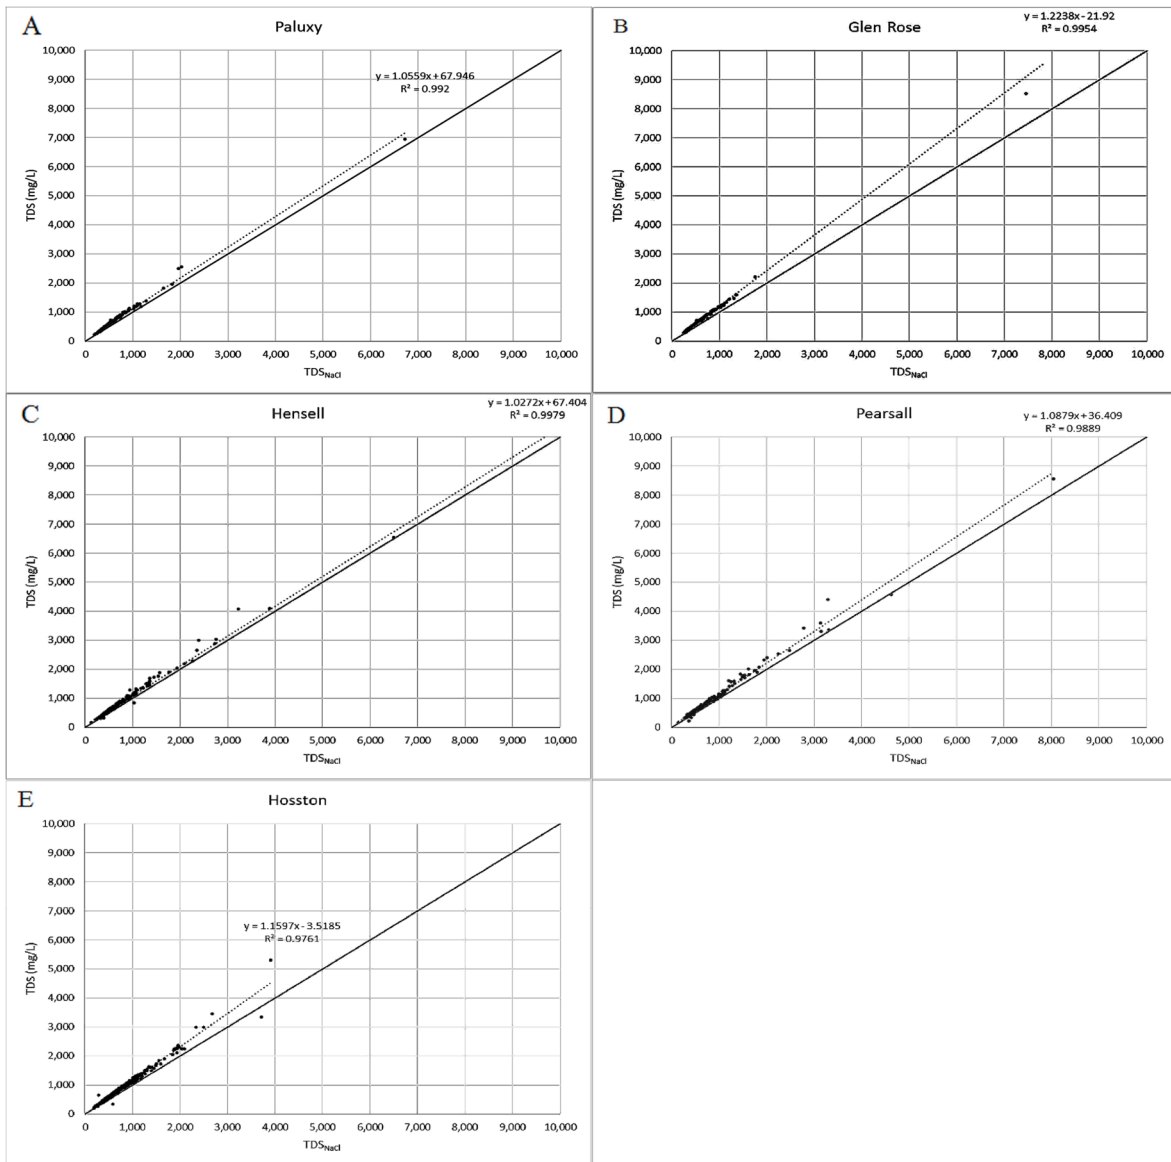 A
Paluxy
y = 1.0559x + 67.946
R² = 0.992
TDS (mg/L)
10,000
9,000
8,000
7,000
6,000
5,000
4,000
3,000
2,000
1,000
0
0 1,000 2,000 3,000 4,000 5,000 6,000 7,000 8,000 9,000 10,000
TDSNaCl
B
Glen Rose
y = 1.2238x - 21.92
R² = 0.9954
TDS (mg/L)
10,000
9,000
8,000
7,000
6,000
5,000
4,000
3,000
2,000
1,000
0
0 1,000 2,000 3,000 4,000 5,000 6,000 7,000 8,000 9,000 10,000
TDSNaCl
C
Hensell
y = 1.0272x + 67.404
R² = 0.9979
TDS (mg/L)
10,000
9,000
8,000
7,000
6,000
5,000
4,000
3,000
2,000
1,000
0
0 1,000 2,000 3,000 4,000 5,000 6,000 7,000 8,000 9,000 10,000
TDSNaCl
D
Pearsall
y = 1.0879x + 36.409
R² = 0.9889
TDS (mg/L)
10,000
9,000
8,000
7,000
6,000
5,000
4,000
3,000
2,000
1,000
0
0 1,000 2,000 3,000 4,000 5,000 6,000 7,000 8,000 9,000 10,000
TDSNaCl
E
Hosston
y = 1.1597x - 3.5185
R² = 0.9761
TDS (mg/L)
10,000
9,000
8,000
7,000
6,000
5,000
4,000
3,000
2,000
1,000
0
0 1,000 2,000 3,000 4,000 5,000 6,000 7,000 8,000 9,000 10,000
TDSNaCl